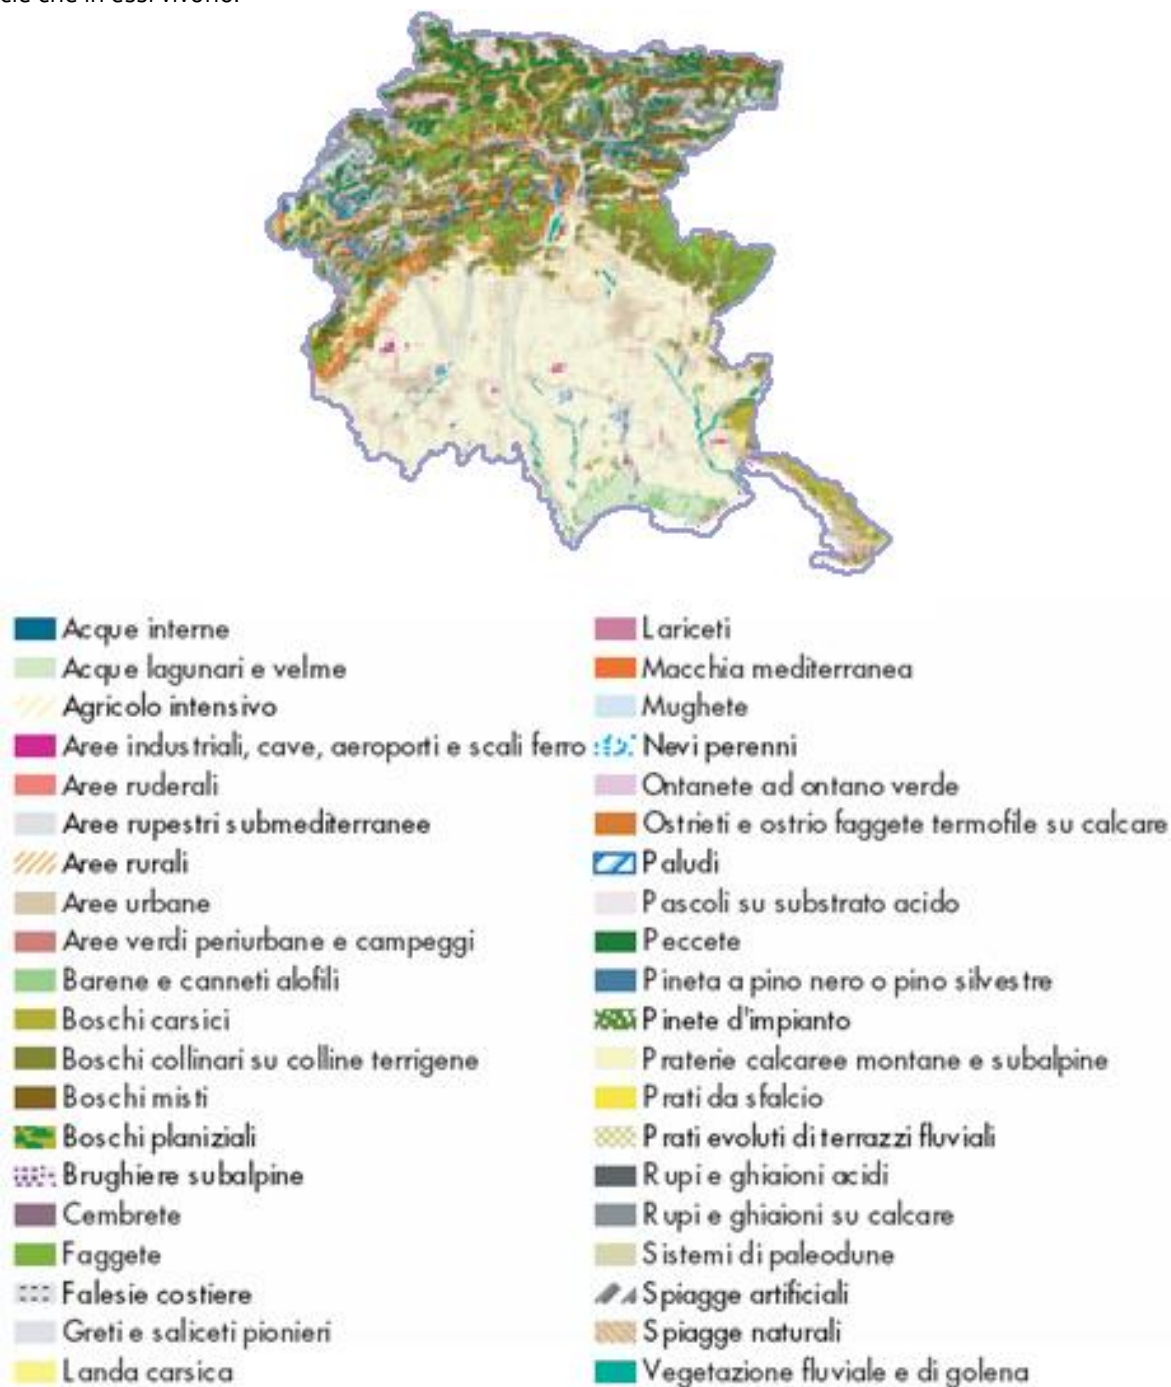 che in essi vivono.
Acque interne
Acque lagunari e velme
Agricolo intensivo
Aree industriali, cave, aeroporti e scali ferro
Aree ruderali
Aree rupestri submediterranee
Aree rurali
Aree urbane
Aree verdi periurbane e campeggi
Barene e canneti alofili
Boschi carsici
Boschi collinari su colline terrigene
Boschi misti
Boschi planiziali
Brughiere subalpine
Cembrete
Faggete
Falesie costiere
Greti e saliceti pionieri
Landa carsica
Lariceti
Macchia mediterranea
Mughete
Nevi perenni
Ontanete ad ontano verde
Ostrieti e ostrio faggete termofile su calcare
Paludi
Pascoli su substrato acido
Peccete
Pineta a pino nero o pino silvestre
Pinete d'impianto
Praterie calcaree montane e subalpine
Prati da sfalcio
Prati evoluti di terrazzi fluviali
Rupi e ghiaioni acidi
Rupi e ghiaioni su calcare
Sistemi di paleodune
Spiagge artificiali
Spiagge naturali
Vegetazione fluviale e di golena